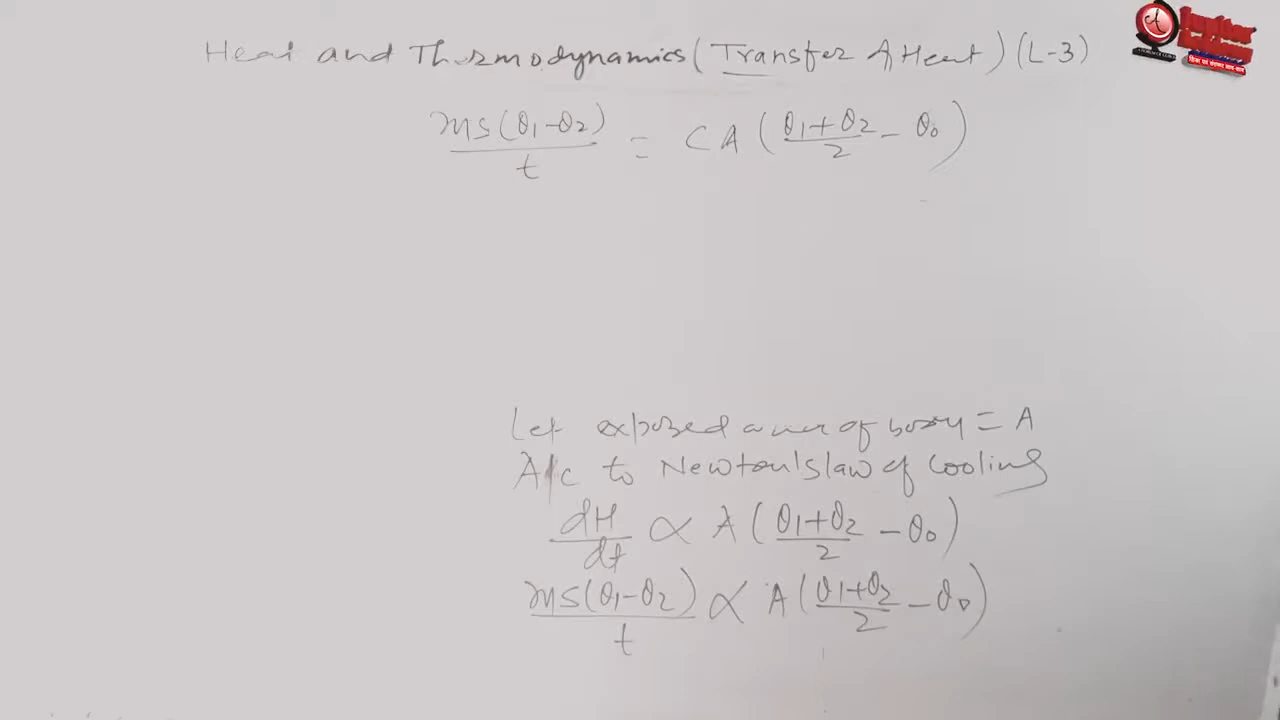 Heat and Thermodynamics (Transfer of Heat) (L-3)
ms(θ1-θ2)/t = CA(θ1+θ2/2 - θ0)
Let exposed area of body = A
A/c to Newton's law of cooling
dH/dt ∝ A(θ1+θ2/2 - θ0)
ms(θ1-θ2)/t ∝ A(θ1+θ2/2 - θ0)